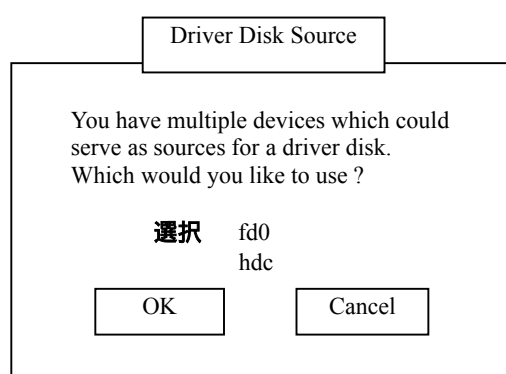 Driver Disk Source
You have multiple devices which could
serve as sources for a driver disk.
Which would you like to use ?
選択 fd0
hdc
OK Cancel